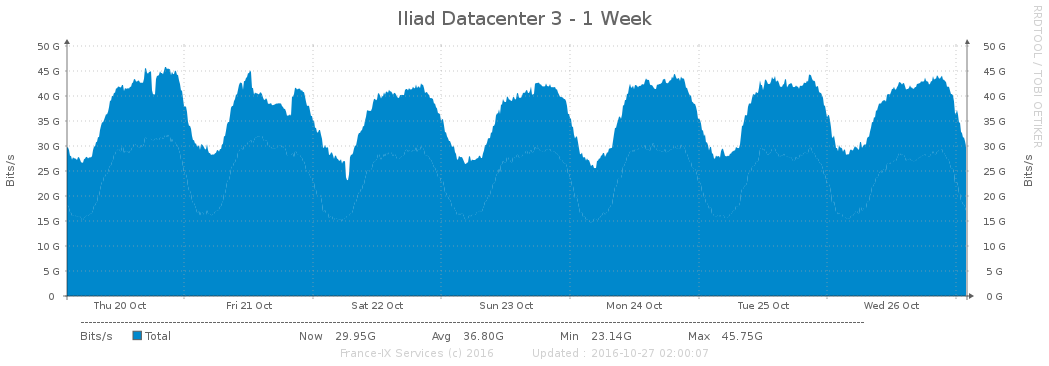 Iliad Datacenter 3 - 1 Week
RRDTOOL / TOBI OETIKER
Bits/s
50 G 50 G
45 G 45 G
40 G 40 G
35 G 35 G
30 G 30 G
25 G 25 G
20 G 20 G
15 G 15 G
10 G 10 G
5 G 5 G
0 0 G
Bits/s
Thu 20 Oct Fri 21 Oct Sat 22 Oct Sun 23 Oct Mon 24 Oct Tue 25 Oct Wed 26 Oct
Bits/s Total Now 29.95G Avg 36.80G Min 23.14G Max 45.75G
France-IX Services (c) 2016 Updated : 2016-10-27 02:00:07